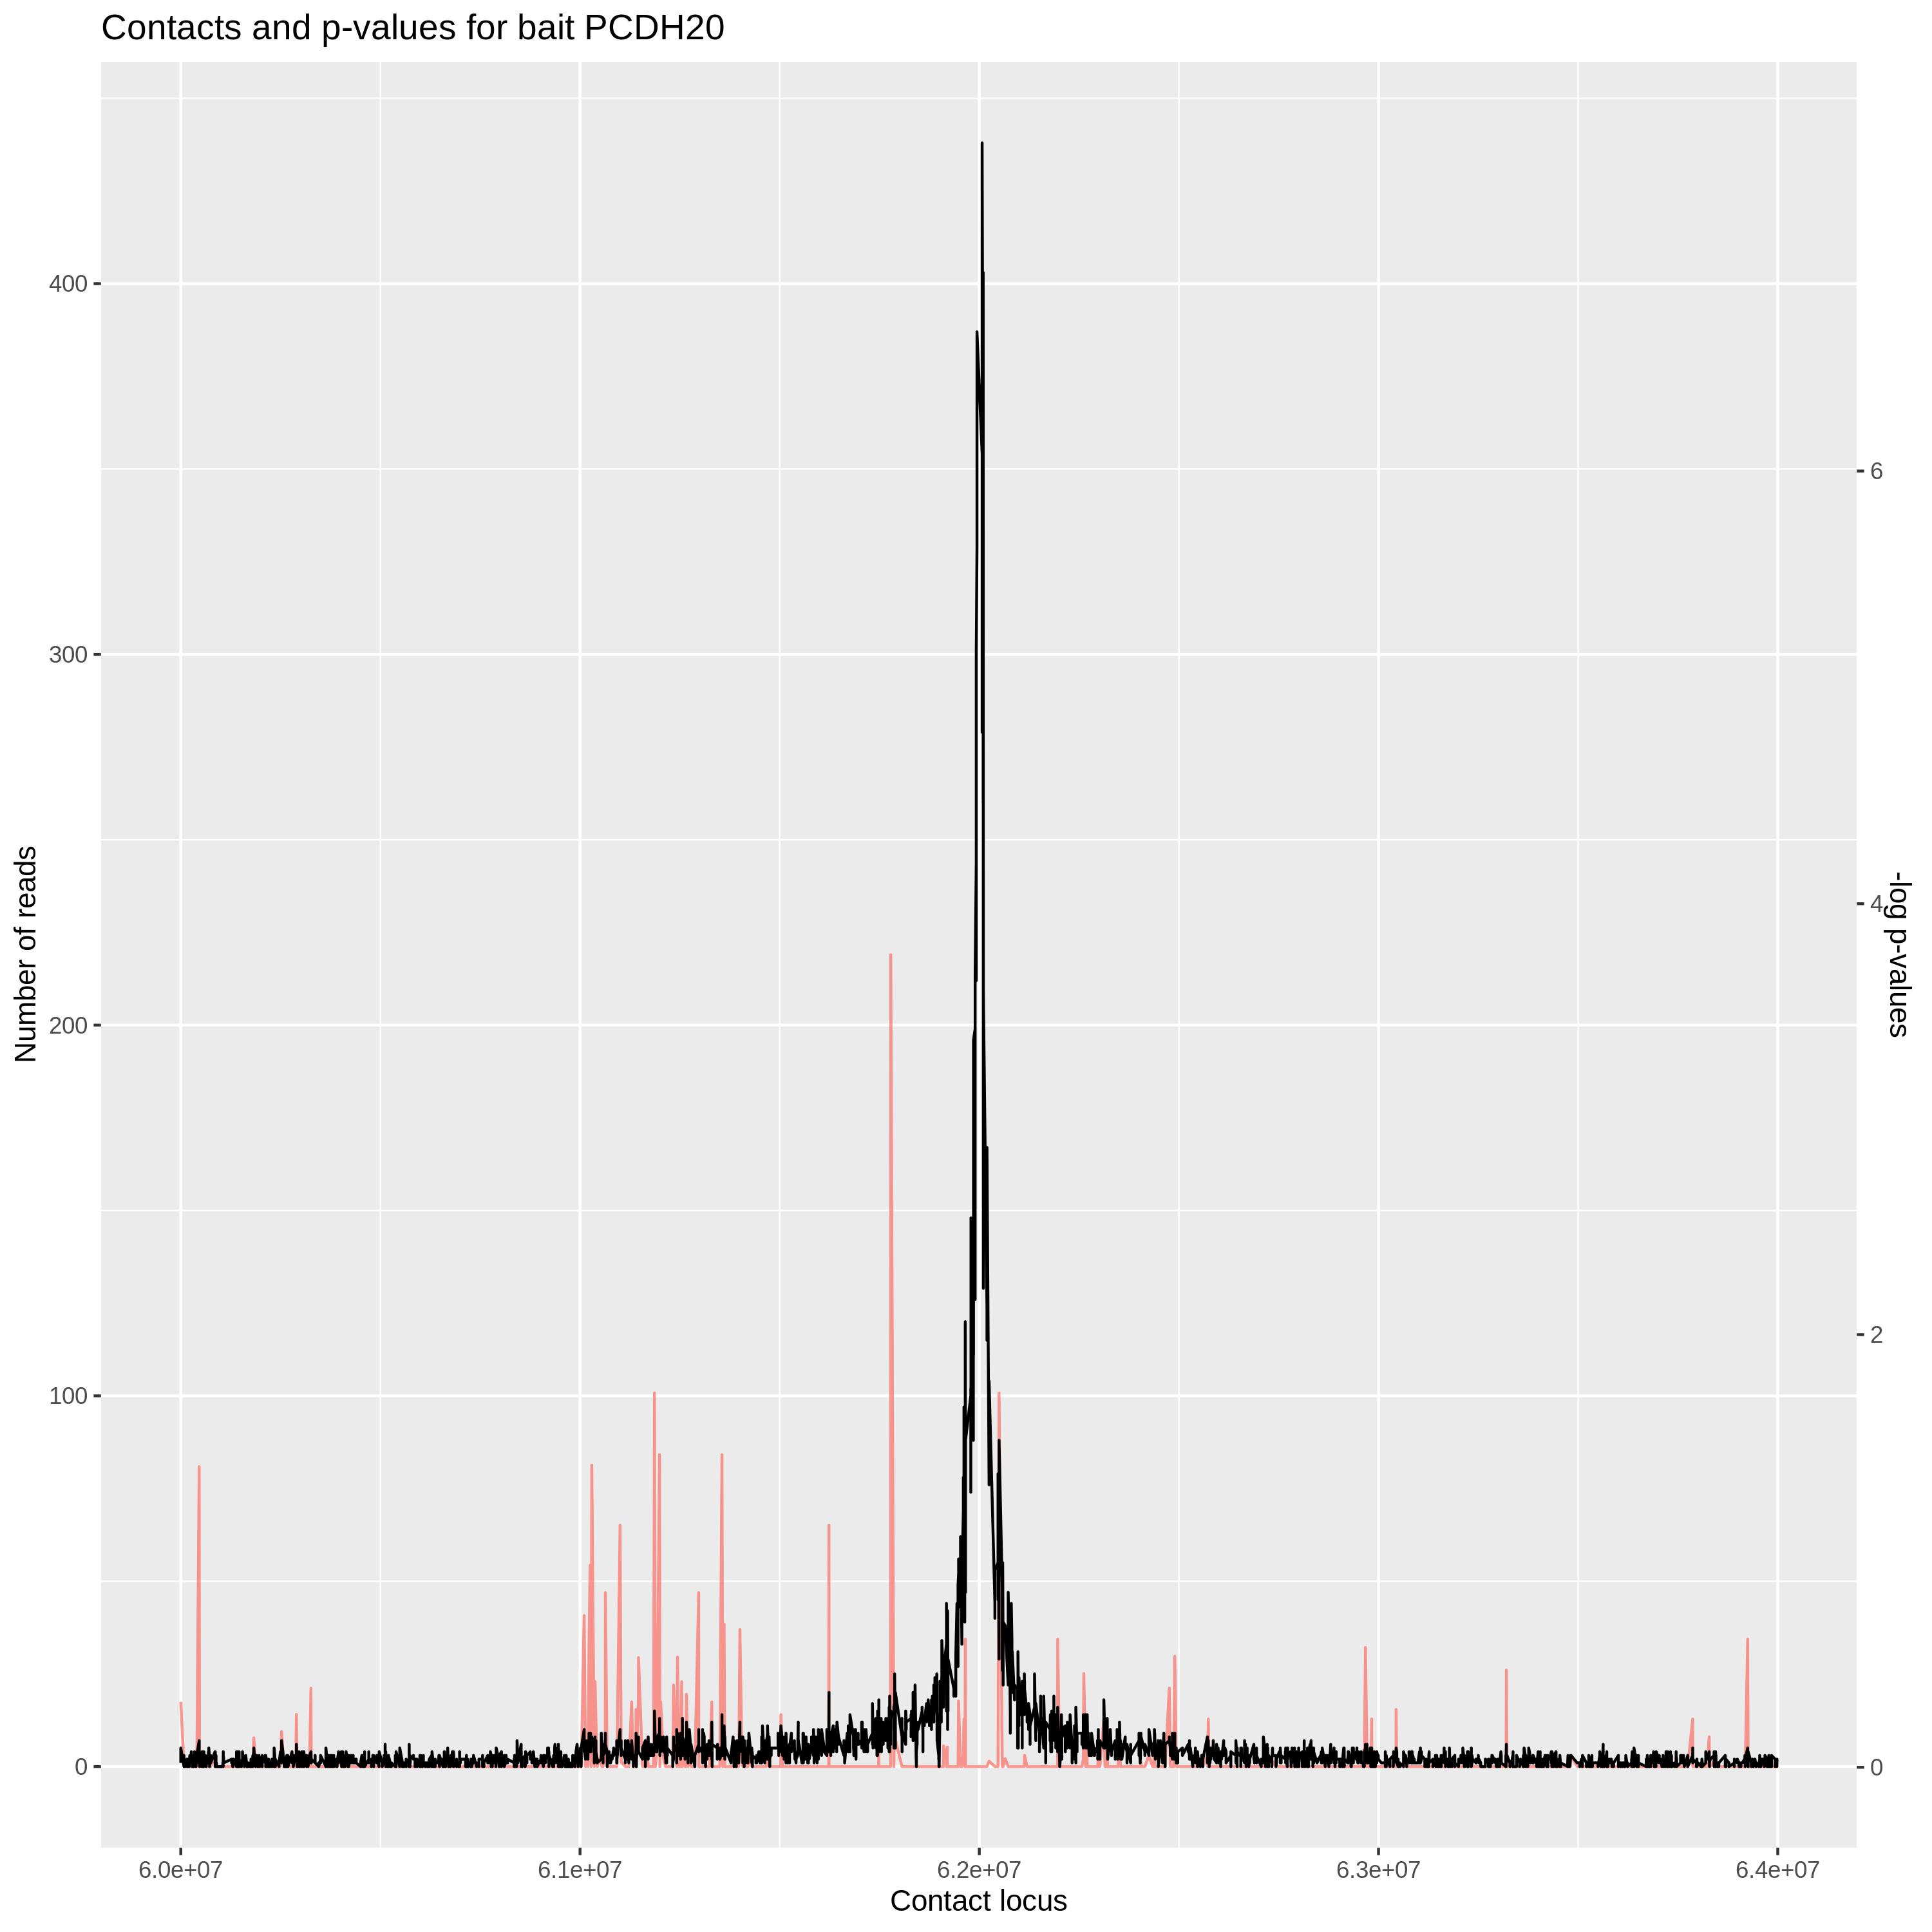 Contacts and p-values for bait PCDH20
400
300
200
100
0
Number of reads
6
4
2
0
-log p-values
6.0e+07
6.1e+07
6.2e+07
6.3e+07
6.4e+07
Contact locus